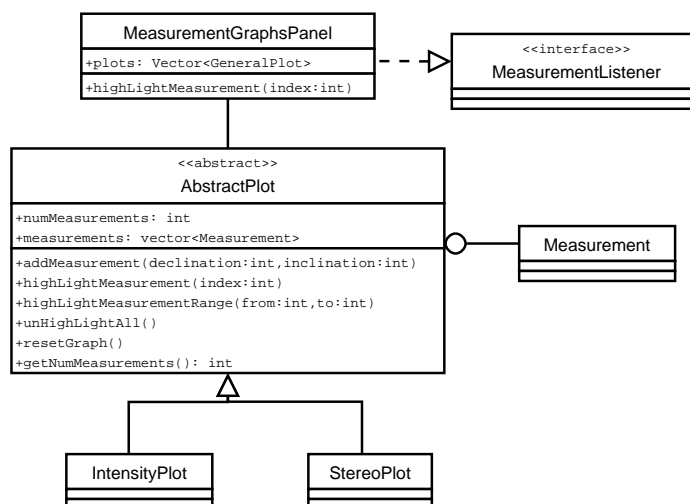 MeasurementGraphsPanel
+plots: Vector<GeneralPlot>
+highLightMeasurement(index:int)
<<interface>>
MeasurementListener
<<abstract>>
AbstractPlot
+numMeasurements: int
+measurements: vector<Measurement>
+addMeasurement(declination:int,inclination:int)
+highLightMeasurement(index:int)
+highLightMeasurementRange(from:int,to:int)
+unHighLightAll()
+resetGraph()
+getNumMeasurements(): int
Measurement
IntensityPlot
StereoPlot